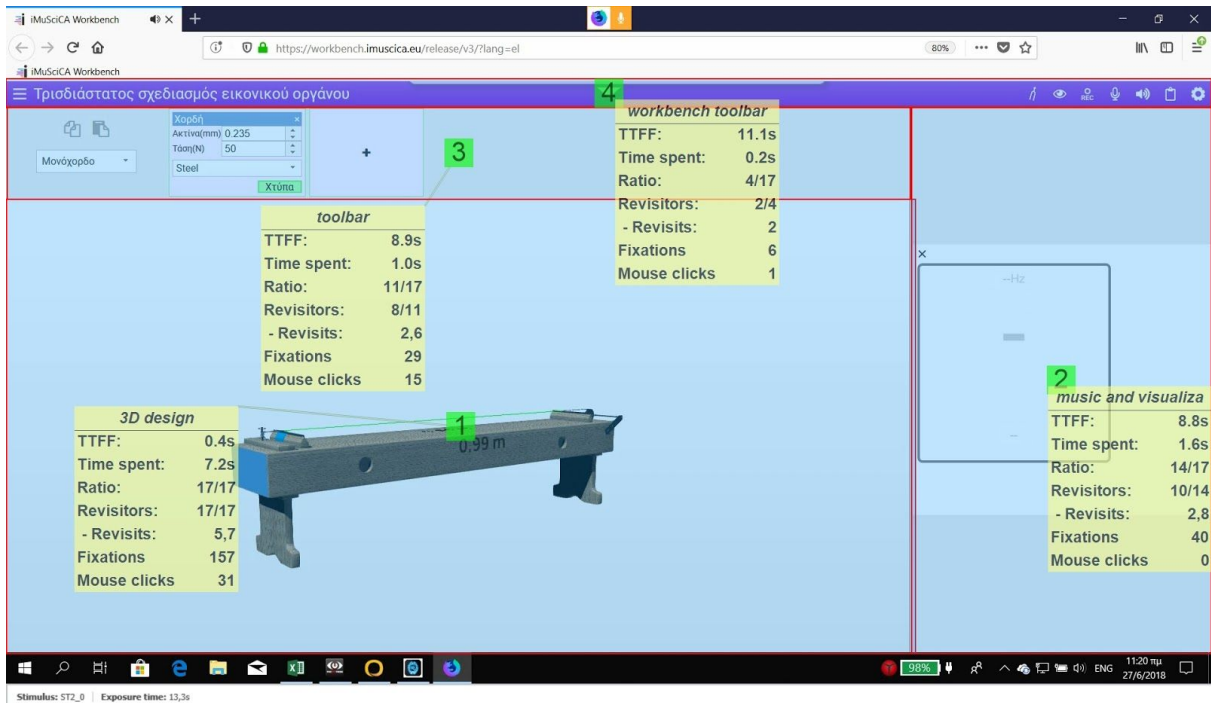 iMuSciCA Workbench
https://workbench.imuscica.eu/release/v3/?lang=el
80%
iMuSciCA Workbench
Τρισδιάστατος σχεδιασμός εικονικού οργάνου
REC
4
Μονόχορδο
Χορδή
Ακτίνα(mm) 0.235
Τάση(N) 50
Steel
Χτύπα
+
3
workbench toolbar
TTFF: 11.1s
Time spent: 0.2s
Ratio: 4/17
Revisitors: 2/4
- Revisits: 2
Fixations 6
Mouse clicks 1
toolbar
TTFF: 8.9s
Time spent: 1.0s
Ratio: 11/17
Revisitors: 8/11
- Revisits: 2,6
Fixations 29
Mouse clicks 15
3D design
TTFF: 0.4s
Time spent: 7.2s
Ratio: 17/17
Revisitors: 17/17
- Revisits: 5,7
Fixations 157
Mouse clicks 31
1
0,99 m
--Hz
2
music and visualiza
TTFF: 8.8s
Time spent: 1.6s
Ratio: 14/17
Revisitors: 10/14
- Revisits: 2,8
Fixations 40
Mouse clicks 0
98%
ENG
11:20 πμ
27/6/2018
Stimulus: ST2_0 | Exposure time: 13,3s